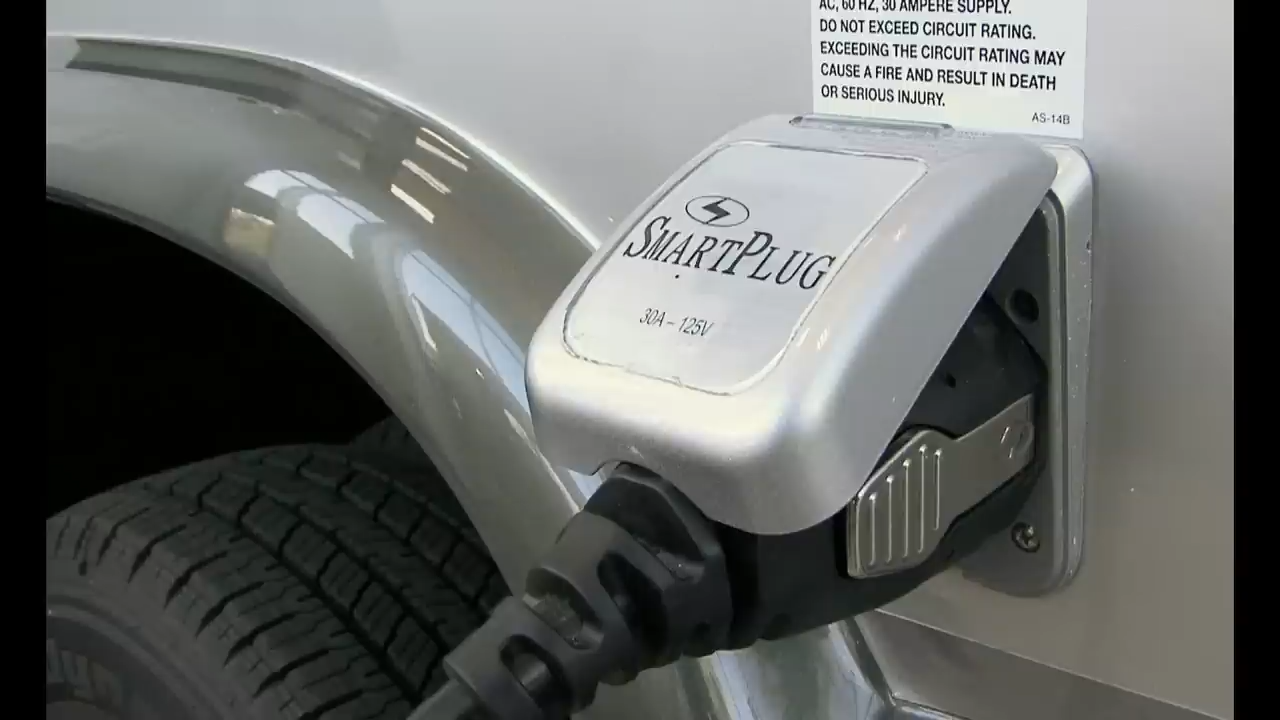 AC, 60 HZ, 30 AMPERE SUPPLY.
DO NOT EXCEED CIRCUIT RATING.
EXCEEDING THE CIRCUIT RATING MAY
CAUSE A FIRE AND RESULT IN DEATH
OR SERIOUS INJURY.
AS-14B
SMARTPLUG
30A – 125V